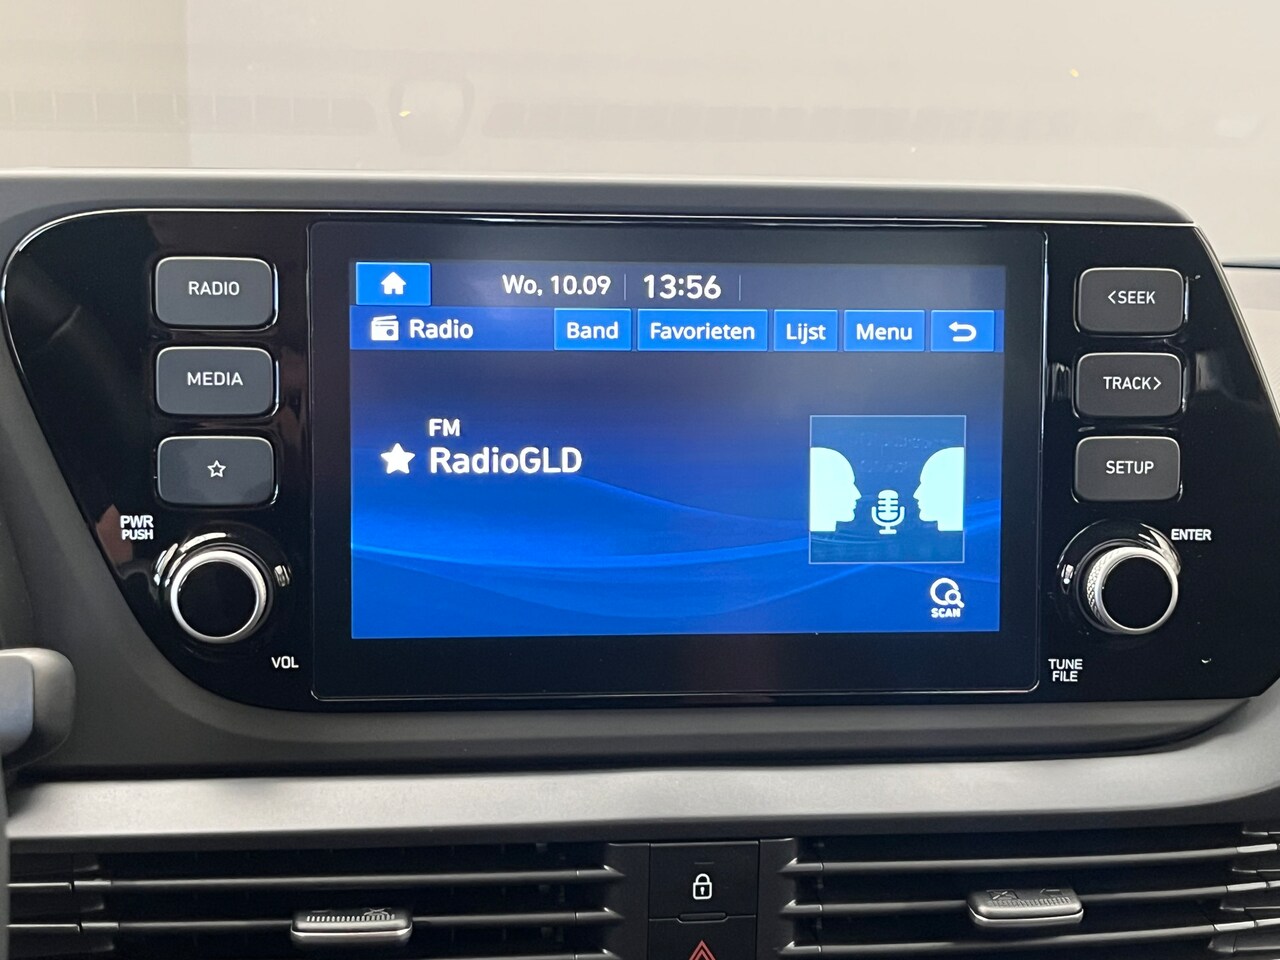 RADIO
MEDIA
PWR
PUSH
VOL
Wo, 10.09
13:56
Radio
Band
Favorieten
Lijst
Menu
FM
RadioGLD
SCAN
<SEEK
TRACK>
SETUP
ENTER
TUNE
FILE